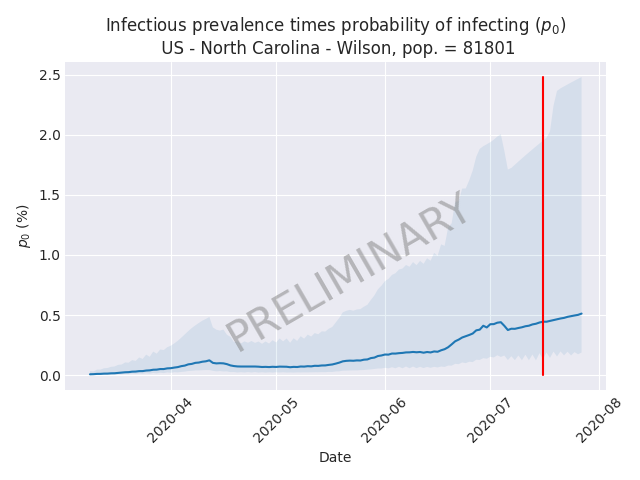 Infectious prevalence times probability of infecting (p₀)
US - North Carolina - Wilson, pop. = 81801
2.5
2.0
1.5
1.0
0.5
0.0
p₀ (%)
PRELIMINARY
2020-04
2020-05
2020-06
2020-07
2020-08
Date